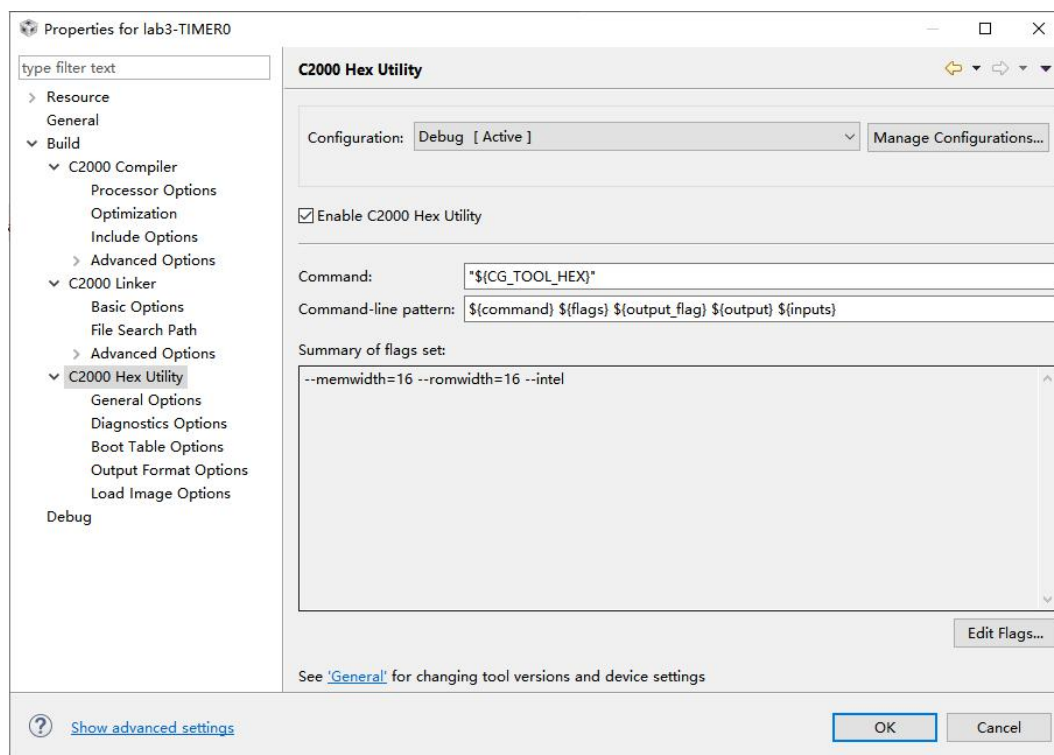 Properties for lab3-TIMER0
type filter text
Resource
General
Build
C2000 Compiler
Processor Options
Optimization
Include Options
Advanced Options
C2000 Linker
Basic Options
File Search Path
Advanced Options
C2000 Hex Utility
General Options
Diagnostics Options
Boot Table Options
Output Format Options
Load Image Options
Debug
C2000 Hex Utility
Configuration: Debug [ Active ] Manage Configurations...
Enable C2000 Hex Utility
Command: "${CG_TOOL_HEX}"
Command-line pattern: ${command} ${flags} ${output_flag} ${output} ${inputs}
Summary of flags set:
--memwidth=16 --romwidth=16 --intel
Edit Flags...
See 'General' for changing tool versions and device settings
? Show advanced settings OK Cancel